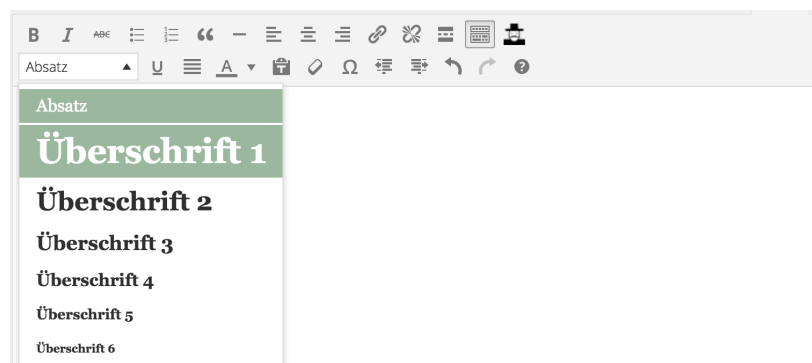 B I ABC
Absatz U A T Ω ?
Absatz
Überschrift 1
Überschrift 2
Überschrift 3
Überschrift 4
Überschrift 5
Überschrift 6